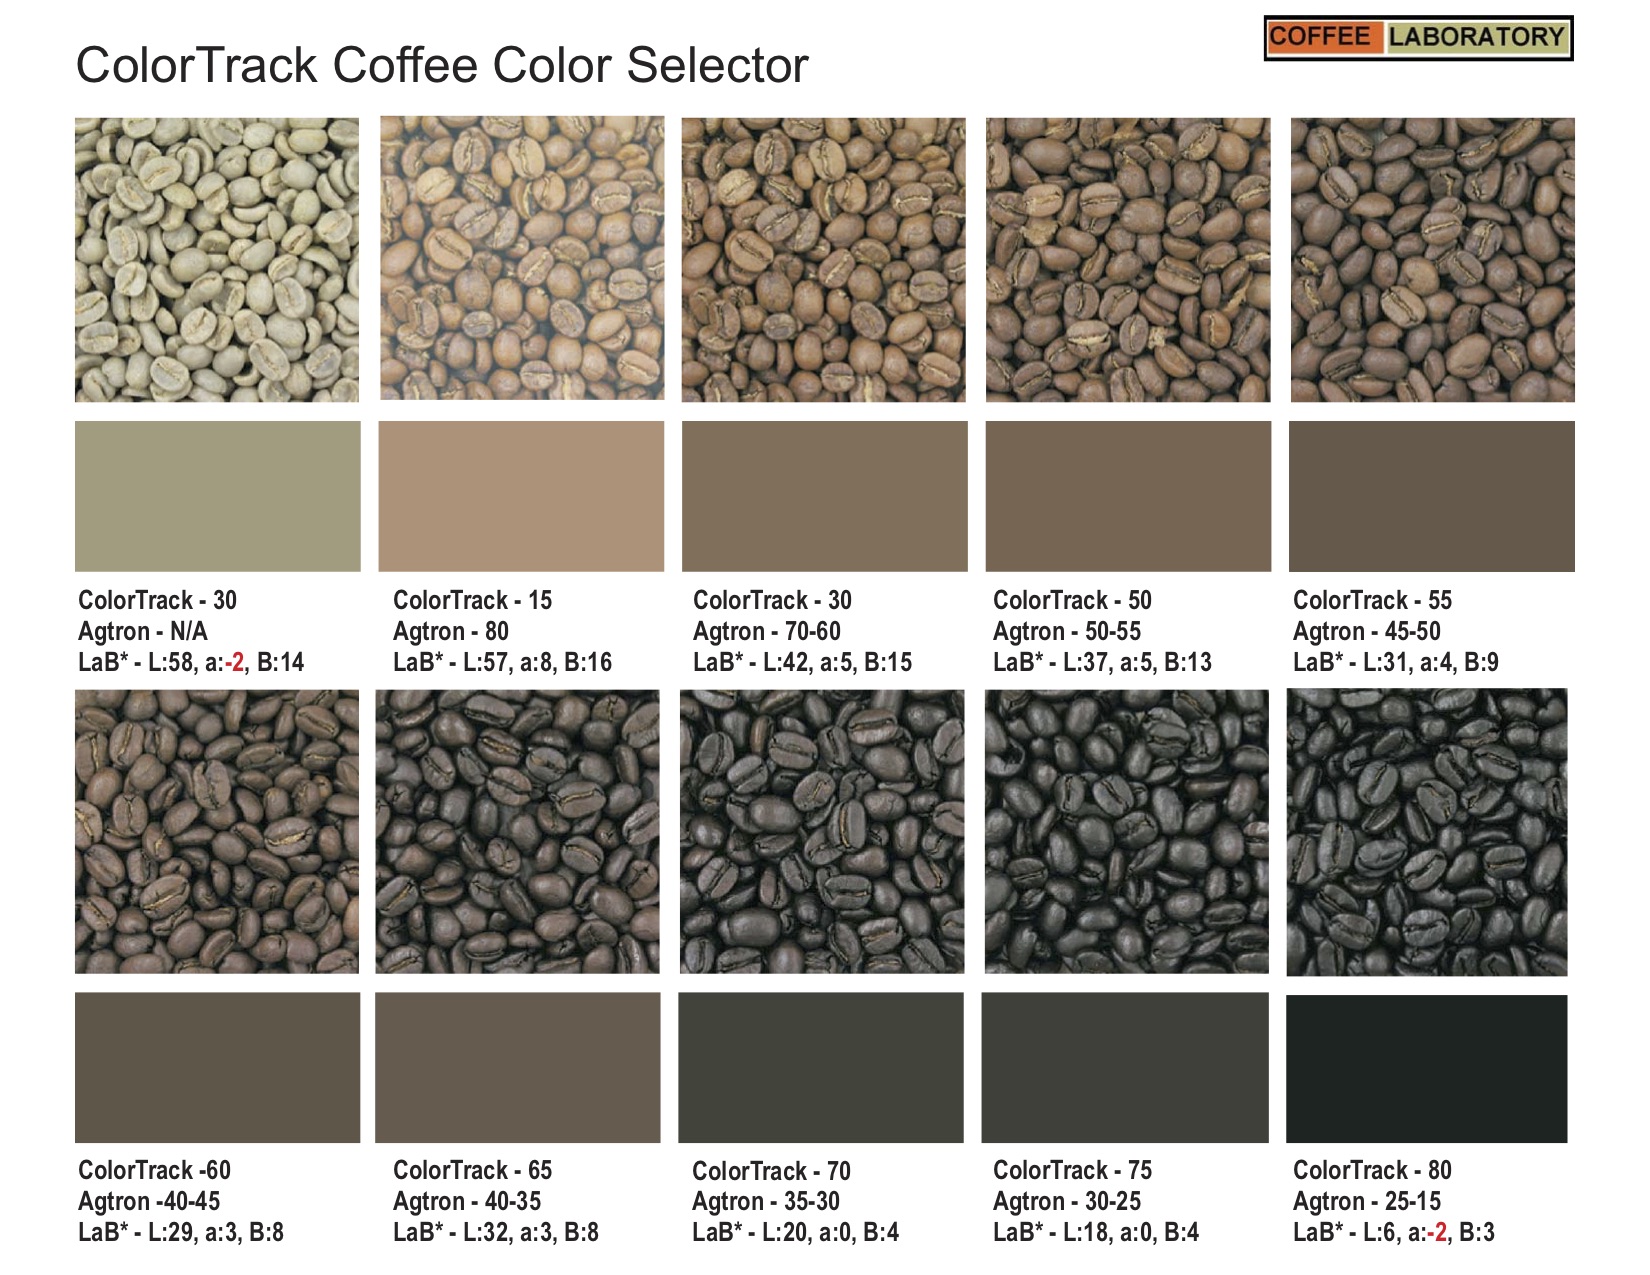 COFFEE LABORATORY
ColorTrack Coffee Color Selector
ColorTrack - 30
Agtron - N/A
LaB* - L:58, a:-2, B:14
ColorTrack - 15
Agtron - 80
LaB* - L:57, a:8, B:16
ColorTrack - 30
Agtron - 70-60
LaB* - L:42, a:5, B:15
ColorTrack - 50
Agtron - 50-55
LaB* - L:37, a:5, B:13
ColorTrack - 55
Agtron - 45-50
LaB* - L:31, a:4, B:9
ColorTrack -60
Agtron -40-45
LaB* - L:29, a:3, B:8
ColorTrack - 65
Agtron - 40-35
LaB* - L:32, a:3, B:8
ColorTrack - 70
Agtron - 35-30
LaB* - L:20, a:0, B:4
ColorTrack - 75
Agtron - 30-25
LaB* - L:18, a:0, B:4
ColorTrack - 80
Agtron - 25-15
LaB* - L:6, a:-2, B:3